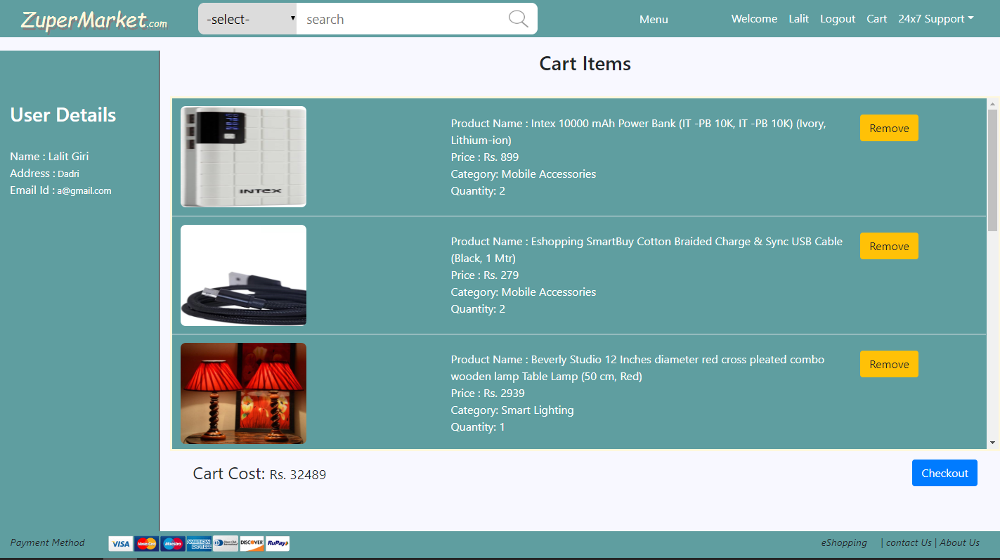 ZuperMarket.com
-select-
search
Menu
Welcome Lalit Logout Cart 24x7 Support
Cart Items
User Details
Name : Lalit Giri
Address : Dadri
Email Id : a@gmail.com
INTEX
Product Name : Intex 10000 mAh Power Bank (IT -PB 10K, IT -PB 10K) (Ivory,
Lithium-ion)
Price : Rs. 899
Category: Mobile Accessories
Quantity: 2
Remove
Product Name : Eshopping SmartBuy Cotton Braided Charge & Sync USB Cable
(Black, 1 Mtr)
Price : Rs. 279
Category: Mobile Accessories
Quantity: 2
Remove
Product Name : Beverly Studio 12 Inches diameter red cross pleated combo
wooden lamp Table Lamp (50 cm, Red)
Price : Rs. 2939
Category: Smart Lighting
Quantity: 1
Remove
Cart Cost: Rs. 32489
Checkout
Payment Method
VISA
MasterCard
Maestro
AMERICAN EXPRESS
DISCOVER
RuPay
eShopping | contact Us | About Us